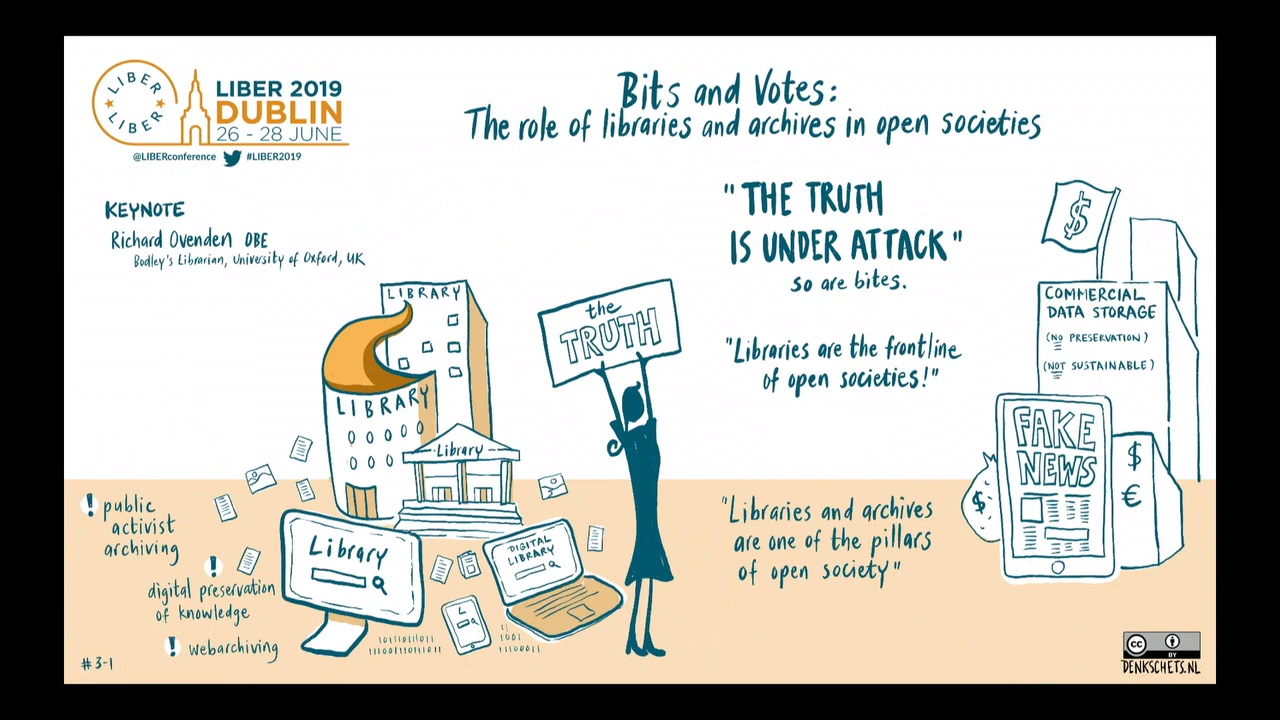 LIBER
LIBER
LIBER 2019
DUBLIN
26 - 28 JUNE
@LIBERconference #LIBER2019
Bits and Votes:
The role of libraries and archives in open societies
KEYNOTE
Richard Ovenden OBE
Bodley's Librarian, University of Oxford, UK
"THE TRUTH
IS UNDER ATTACK"
so are bites.
"Libraries are the frontline
of open societies!"
"Libraries and archives
are one of the pillars
of open society"
LIBRARY
LIBRARY
Library
the
TRUTH
$
COMMERCIAL
DATA STORAGE
(NO PRESERVATION)
(NOT SUSTAINABLE)
FAKE
NEWS
$
$
€
! public
activist
archiving
! digital preservation
of knowledge
! webarchiving
Library
DIGITAL
LIBRARY
L
#3-1
cc
BY
DENKSCHETS.NL